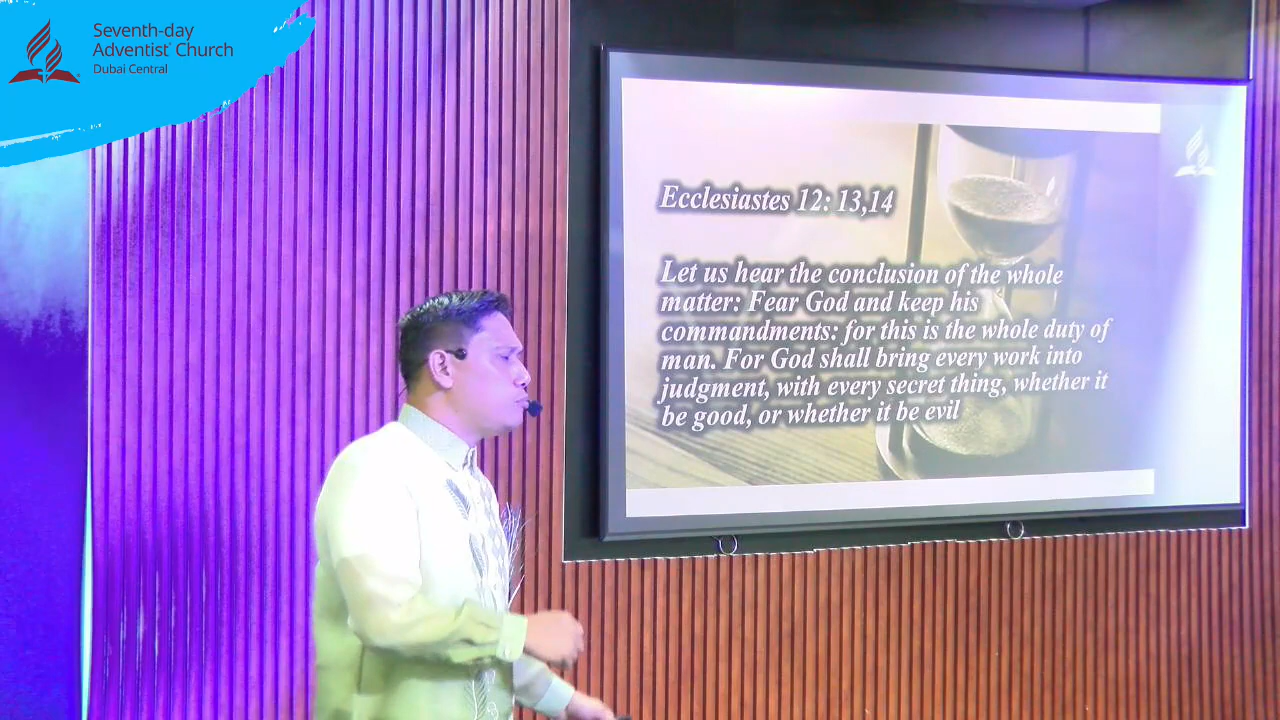 Seventh-day
Adventist® Church
Dubai Central
Ecclesiastes 12: 13,14
Let us hear the conclusion of the whole
matter: Fear God and keep his
commandments: for this is the whole duty of
man. For God shall bring every work into
judgment, with every secret thing, whether it
be good, or whether it be evil